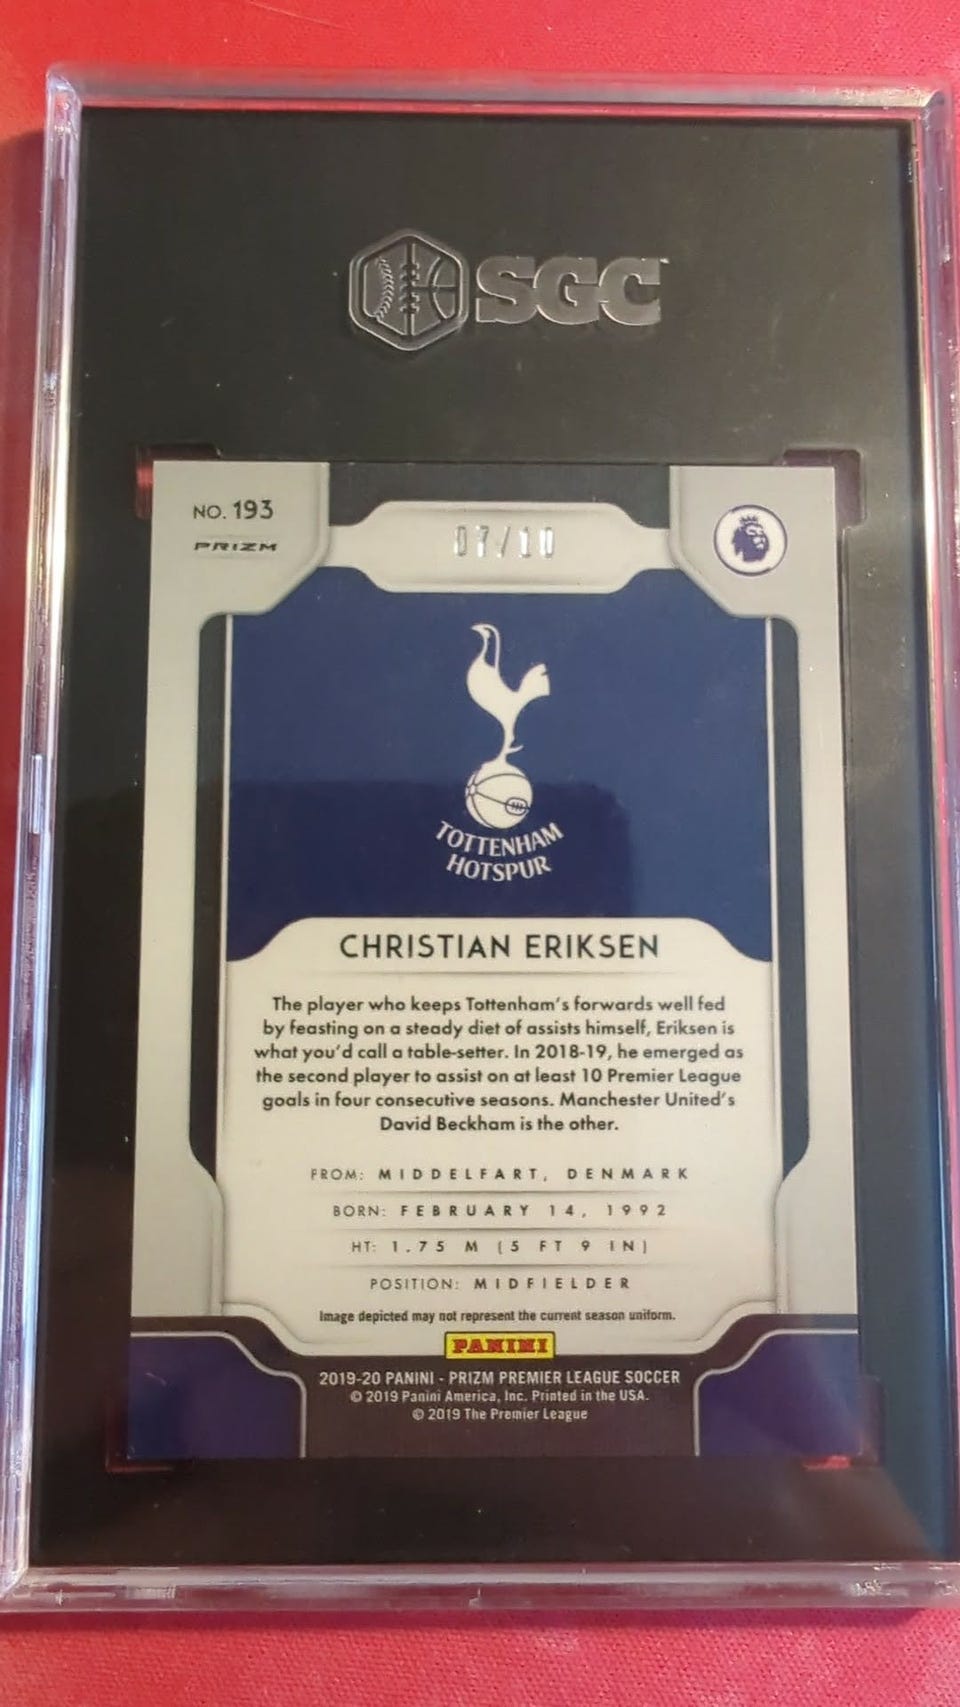 SGC
NO. 193
PRIZM
07/10
TOTTENHAM
HOTSPUR
CHRISTIAN ERIKSEN
The player who keeps Tottenham's forwards well fed
by feasting on a steady diet of assists himself, Eriksen is
what you'd call a table-setter. In 2018-19, he emerged as
the second player to assist on at least 10 Premier League
goals in four consecutive seasons. Manchester United's
David Beckham is the other.
FROM: MIDDELFART, DENMARK
BORN: FEBRUARY 14, 1992
HT: 1.75 M (5 FT 9 IN)
POSITION: MIDFIELDER
Image depicted may not represent the current season uniform.
PANINI
2019-20 PANINI - PRIZM PREMIER LEAGUE SOCCER
© 2019 Panini America, Inc. Printed in the USA.
© 2019 The Premier League